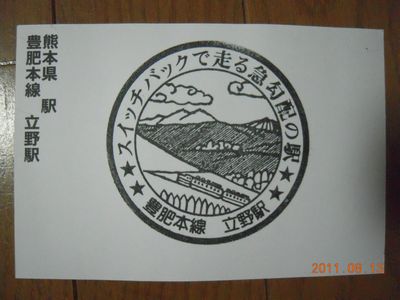 熊本県 駅
豊肥本線 立野駅
★★★スイッチバックで走る急勾配の駅★★★
豊肥本線 立野駅
2011.06.13